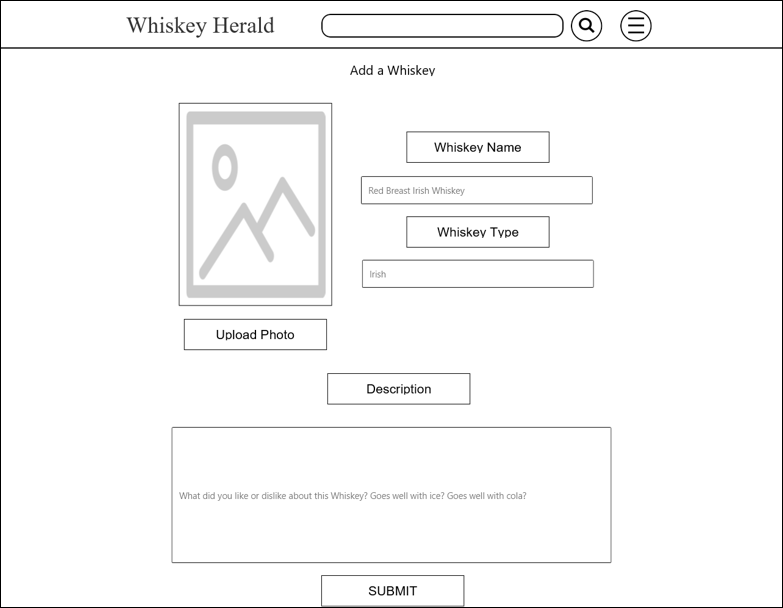 Whiskey Herald
Add a Whiskey
Whiskey Name
Red Breast Irish Whiskey
Whiskey Type
Irish
Upload Photo
Description
What did you like or dislike about this Whiskey? Goes well with ice? Goes well with cola?
SUBMIT